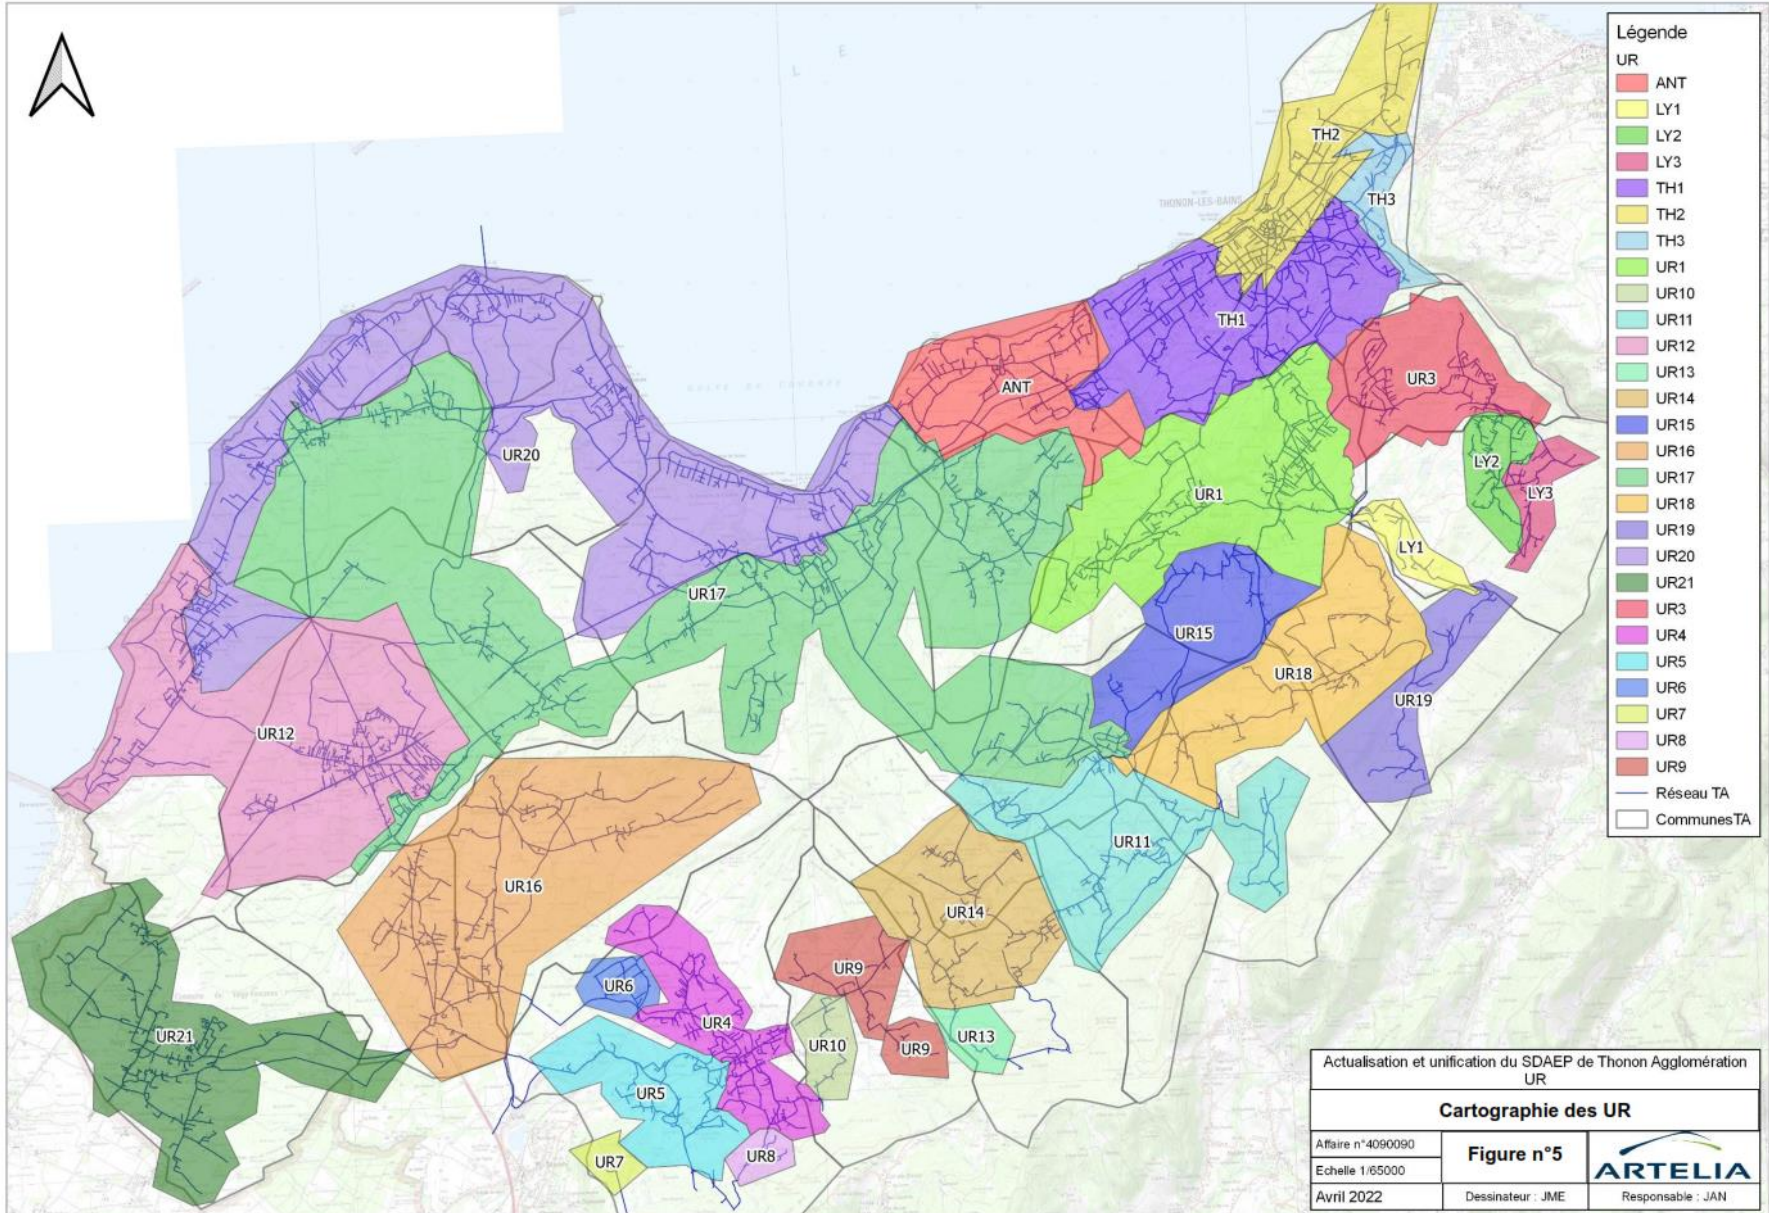 L
E
THONON-LES-BAINS
TH2
TH3
TH1
ANT
UR3
UR20
LY2
LY3
UR1
LY1
UR17
UR15
UR18
UR19
UR12
UR11
UR16
UR14
UR9
UR6
UR4
UR21
UR10
UR9
UR13
UR5
UR7
UR8
Légende
UR
ANT
LY1
LY2
LY3
TH1
TH2
TH3
UR1
UR10
UR11
UR12
UR13
UR14
UR15
UR16
UR17
UR18
UR19
UR20
UR21
UR3
UR4
UR5
UR6
UR7
UR8
UR9
Réseau TA
CommunesTA
Actualisation et unification du SDAEP de Thonon Agglomération
UR
Cartographie des UR
Affaire n°4090090
Figure n°5
ARTELIA
Echelle 1/65000
Avril 2022
Dessinateur : JME
Responsable : JAN